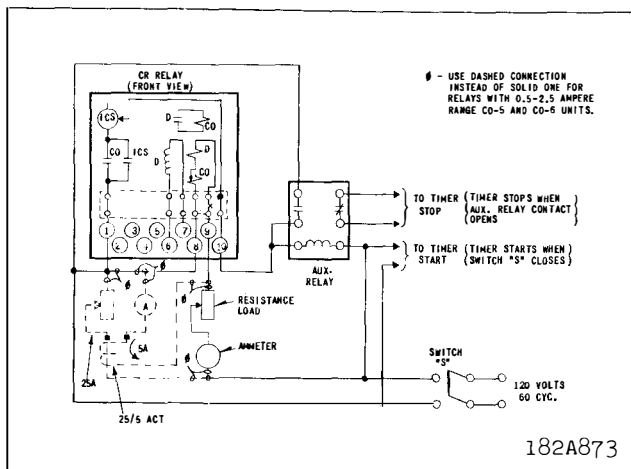 CR RELAY
(FRONT VIEW)
ø - USE DASHED CONNECTION
INSTEAD OF SOLID ONE FOR
RELAYS WITH 0.5-2.5 AMPERE
RANGE CO-5 AND CO-6 UNITS.
ICS
D
CO
CO ICS D D
CO
1 3 5 7 9
2 4 6 8 10
TO TIMER (TIMER STOPS WHEN
STOP AUX. RELAY CONTACT
OPENS)
TO TIMER (TIMER STARTS WHEN
START SWITCH "S" CLOSES)
AUX.
RELAY
ø
ø
ø
A
RESISTANCE
LOAD
5A
25A
ø
AMMETER
25/5 ACT
SWITCH
"S"
120 VOLTS
60 CYC.
182A873